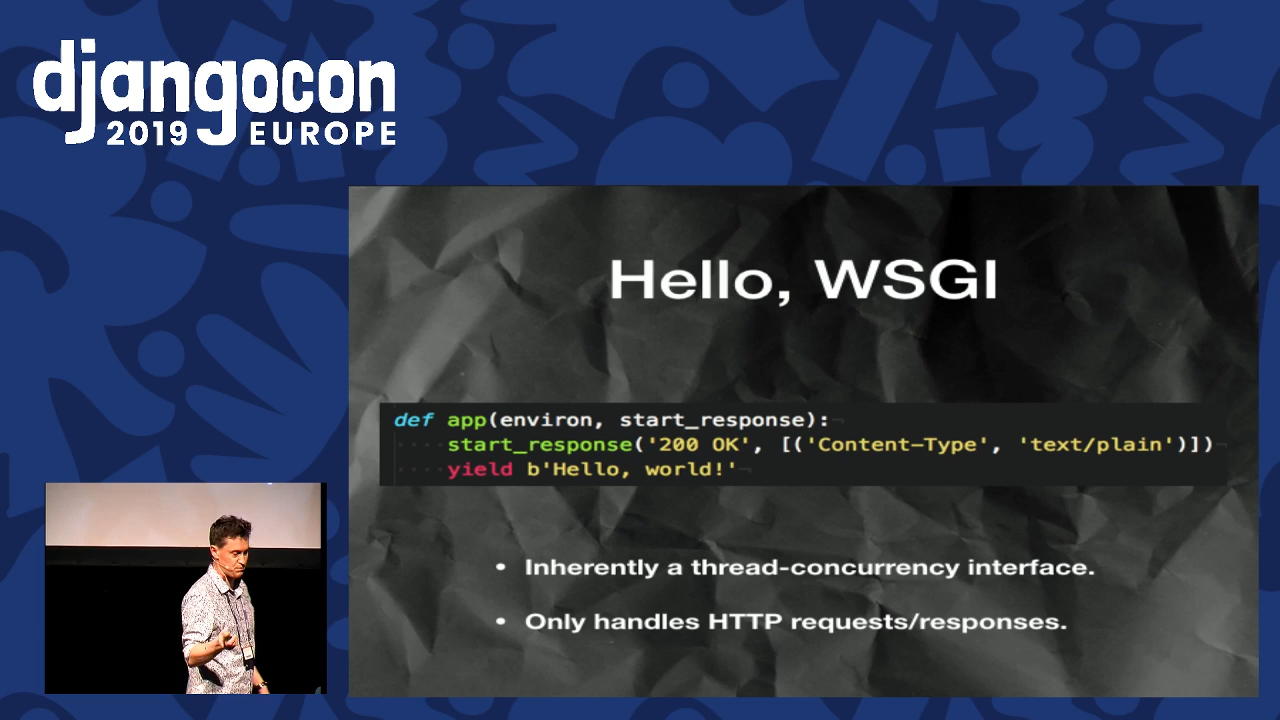 djangocon
2019 EUROPE
Hello, WSGI
def app(environ, start_response):
start_response('200 OK', [('Content-Type', 'text/plain')])
yield b'Hello, world!'
• Inherently a thread-concurrency interface.
• Only handles HTTP requests/responses.